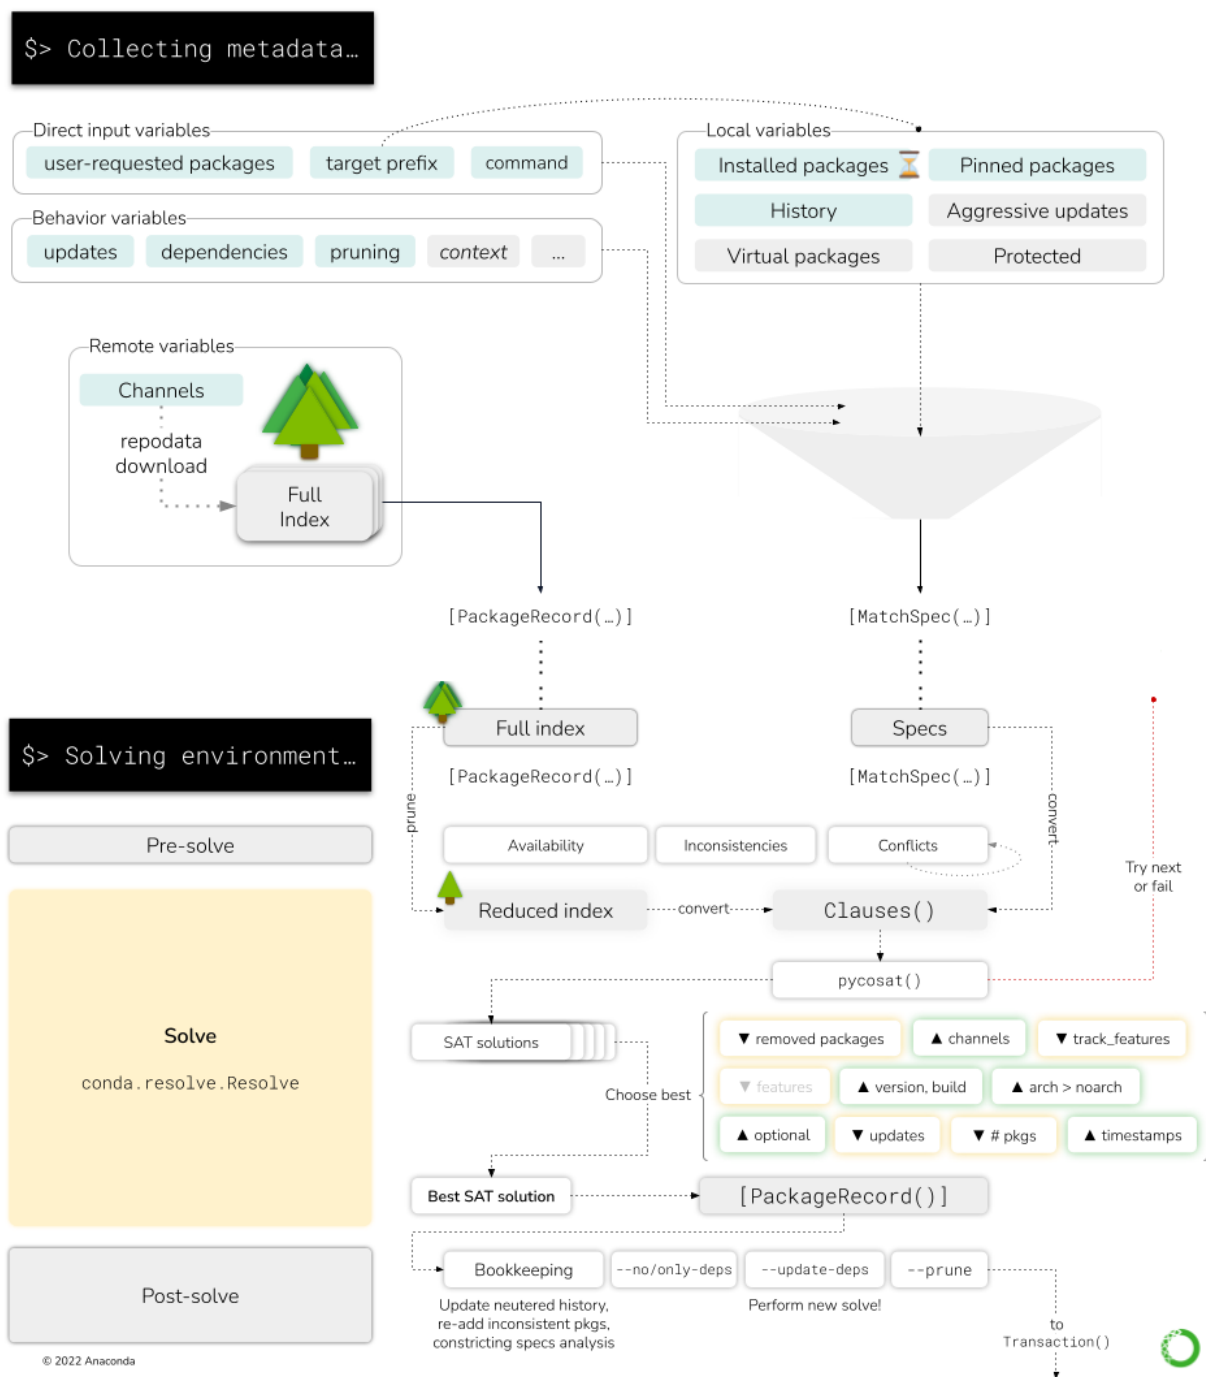 $> Collecting metadata…
Direct input variables
user-requested packages
target prefix
command
Local variables
Installed packages
Pinned packages
History
Aggressive updates
Virtual packages
Protected
Behavior variables
updates
dependencies
pruning
context
...
Remote variables
Channels
repodata
download
Full
Index
[PackageRecord(…)]
[MatchSpec(…)]
$> Solving environment…
Full index
Specs
[PackageRecord(…)]
[MatchSpec(…)]
prune
convert
Pre-solve
Availability
Inconsistencies
Conflicts
Try next
or fail
Reduced index
convert
Clauses()
pycosat()
Solve
conda.resolve.Resolve
SAT solutions
Choose best
▼ removed packages
▲ channels
▼ track_features
▼ features
▲ version, build
▲ arch > noarch
▲ optional
▼ updates
▼ # pkgs
▲ timestamps
Best SAT solution
[PackageRecord()]
Post-solve
Bookkeeping
--no/only-deps
--update-deps
--prune
Update neutered history,
re-add inconsistent pkgs,
constricting specs analysis
Perform new solve!
to
Transaction()
© 2022 Anaconda